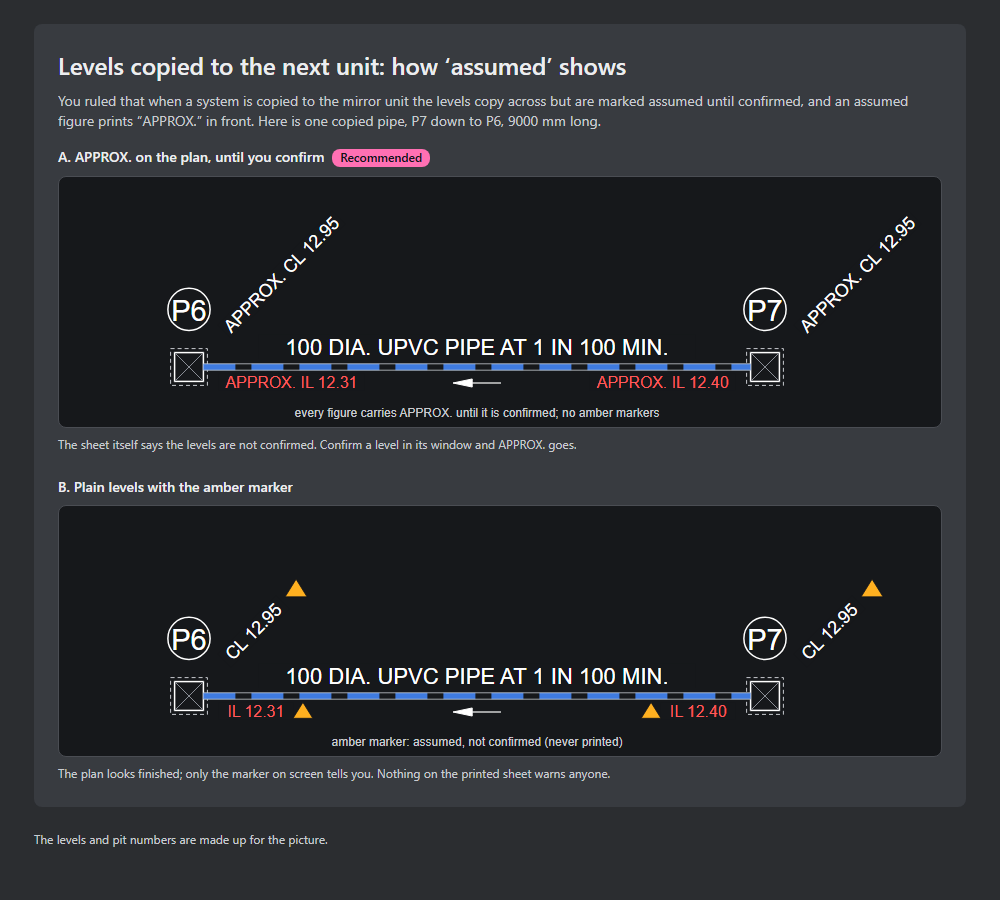 Levels copied to the next unit: how ‘assumed’ shows
You ruled that when a system is copied to the mirror unit the levels copy across but are marked assumed until confirmed, and an assumed
figure prints “APPROX.” in front. Here is one copied pipe, P7 down to P6, 9000 mm long.
A. APPROX. on the plan, until you confirm Recommended
APPROX. CL 12.95
APPROX. CL 12.95
P6
P7
100 DIA. UPVC PIPE AT 1 IN 100 MIN.
APPROX. IL 12.31
APPROX. IL 12.40
every figure carries APPROX. until it is confirmed; no amber markers
The sheet itself says the levels are not confirmed. Confirm a level in its window and APPROX. goes.
B. Plain levels with the amber marker
CL 12.95
CL 12.95
P6
P7
100 DIA. UPVC PIPE AT 1 IN 100 MIN.
IL 12.31
IL 12.40
amber marker: assumed, not confirmed (never printed)
The plan looks finished; only the marker on screen tells you. Nothing on the printed sheet warns anyone.
The levels and pit numbers are made up for the picture.